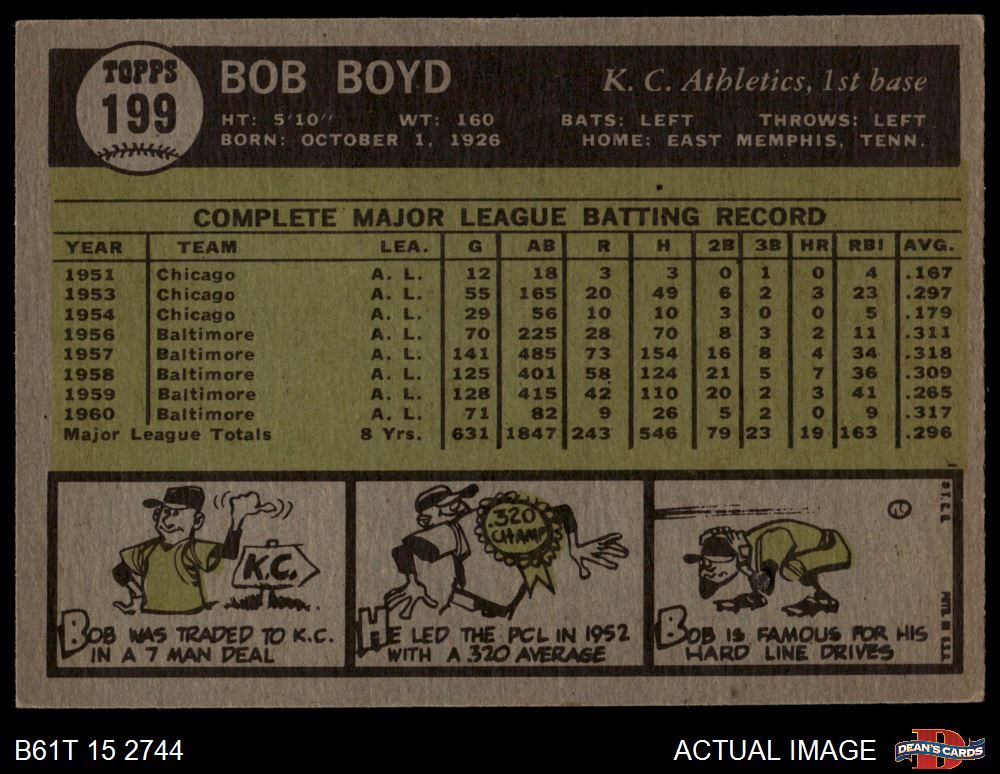 TOPPS
199
BOB BOYD
K. C. Athletics, 1st base
HT: 5'10" WT: 160 BATS: LEFT THROWS: LEFT
BORN: OCTOBER 1, 1926 HOME: EAST MEMPHIS, TENN.
COMPLETE MAJOR LEAGUE BATTING RECORD
YEAR TEAM LEA. G AB R H 2B 3B HR RBI AVG.
1951 Chicago A. L. 12 18 3 3 0 1 0 4 .167
1953 Chicago A. L. 55 165 20 49 6 2 3 23 .297
1954 Chicago A. L. 29 56 10 10 3 0 0 5 .179
1956 Baltimore A. L. 70 225 28 70 8 3 2 11 .311
1957 Baltimore A. L. 141 485 73 154 16 8 4 34 .318
1958 Baltimore A. L. 125 401 58 124 21 5 7 36 .309
1959 Baltimore A. L. 128 415 42 110 20 2 3 41 .265
1960 Baltimore A. L. 71 82 9 26 5 2 0 9 .317
Major League Totals 8 Yrs. 631 1847 243 546 79 23 19 163 .296
K.C.
BOB WAS TRADED TO K.C.
IN A 7 MAN DEAL
.320
CHAMP
HE LED THE PCL IN 1952
WITH A .320 AVERAGE
BOB IS FAMOUS FOR HIS
HARD LINE DRIVES
B61T 15 2744
ACTUAL IMAGE
DEAN'S CARDS